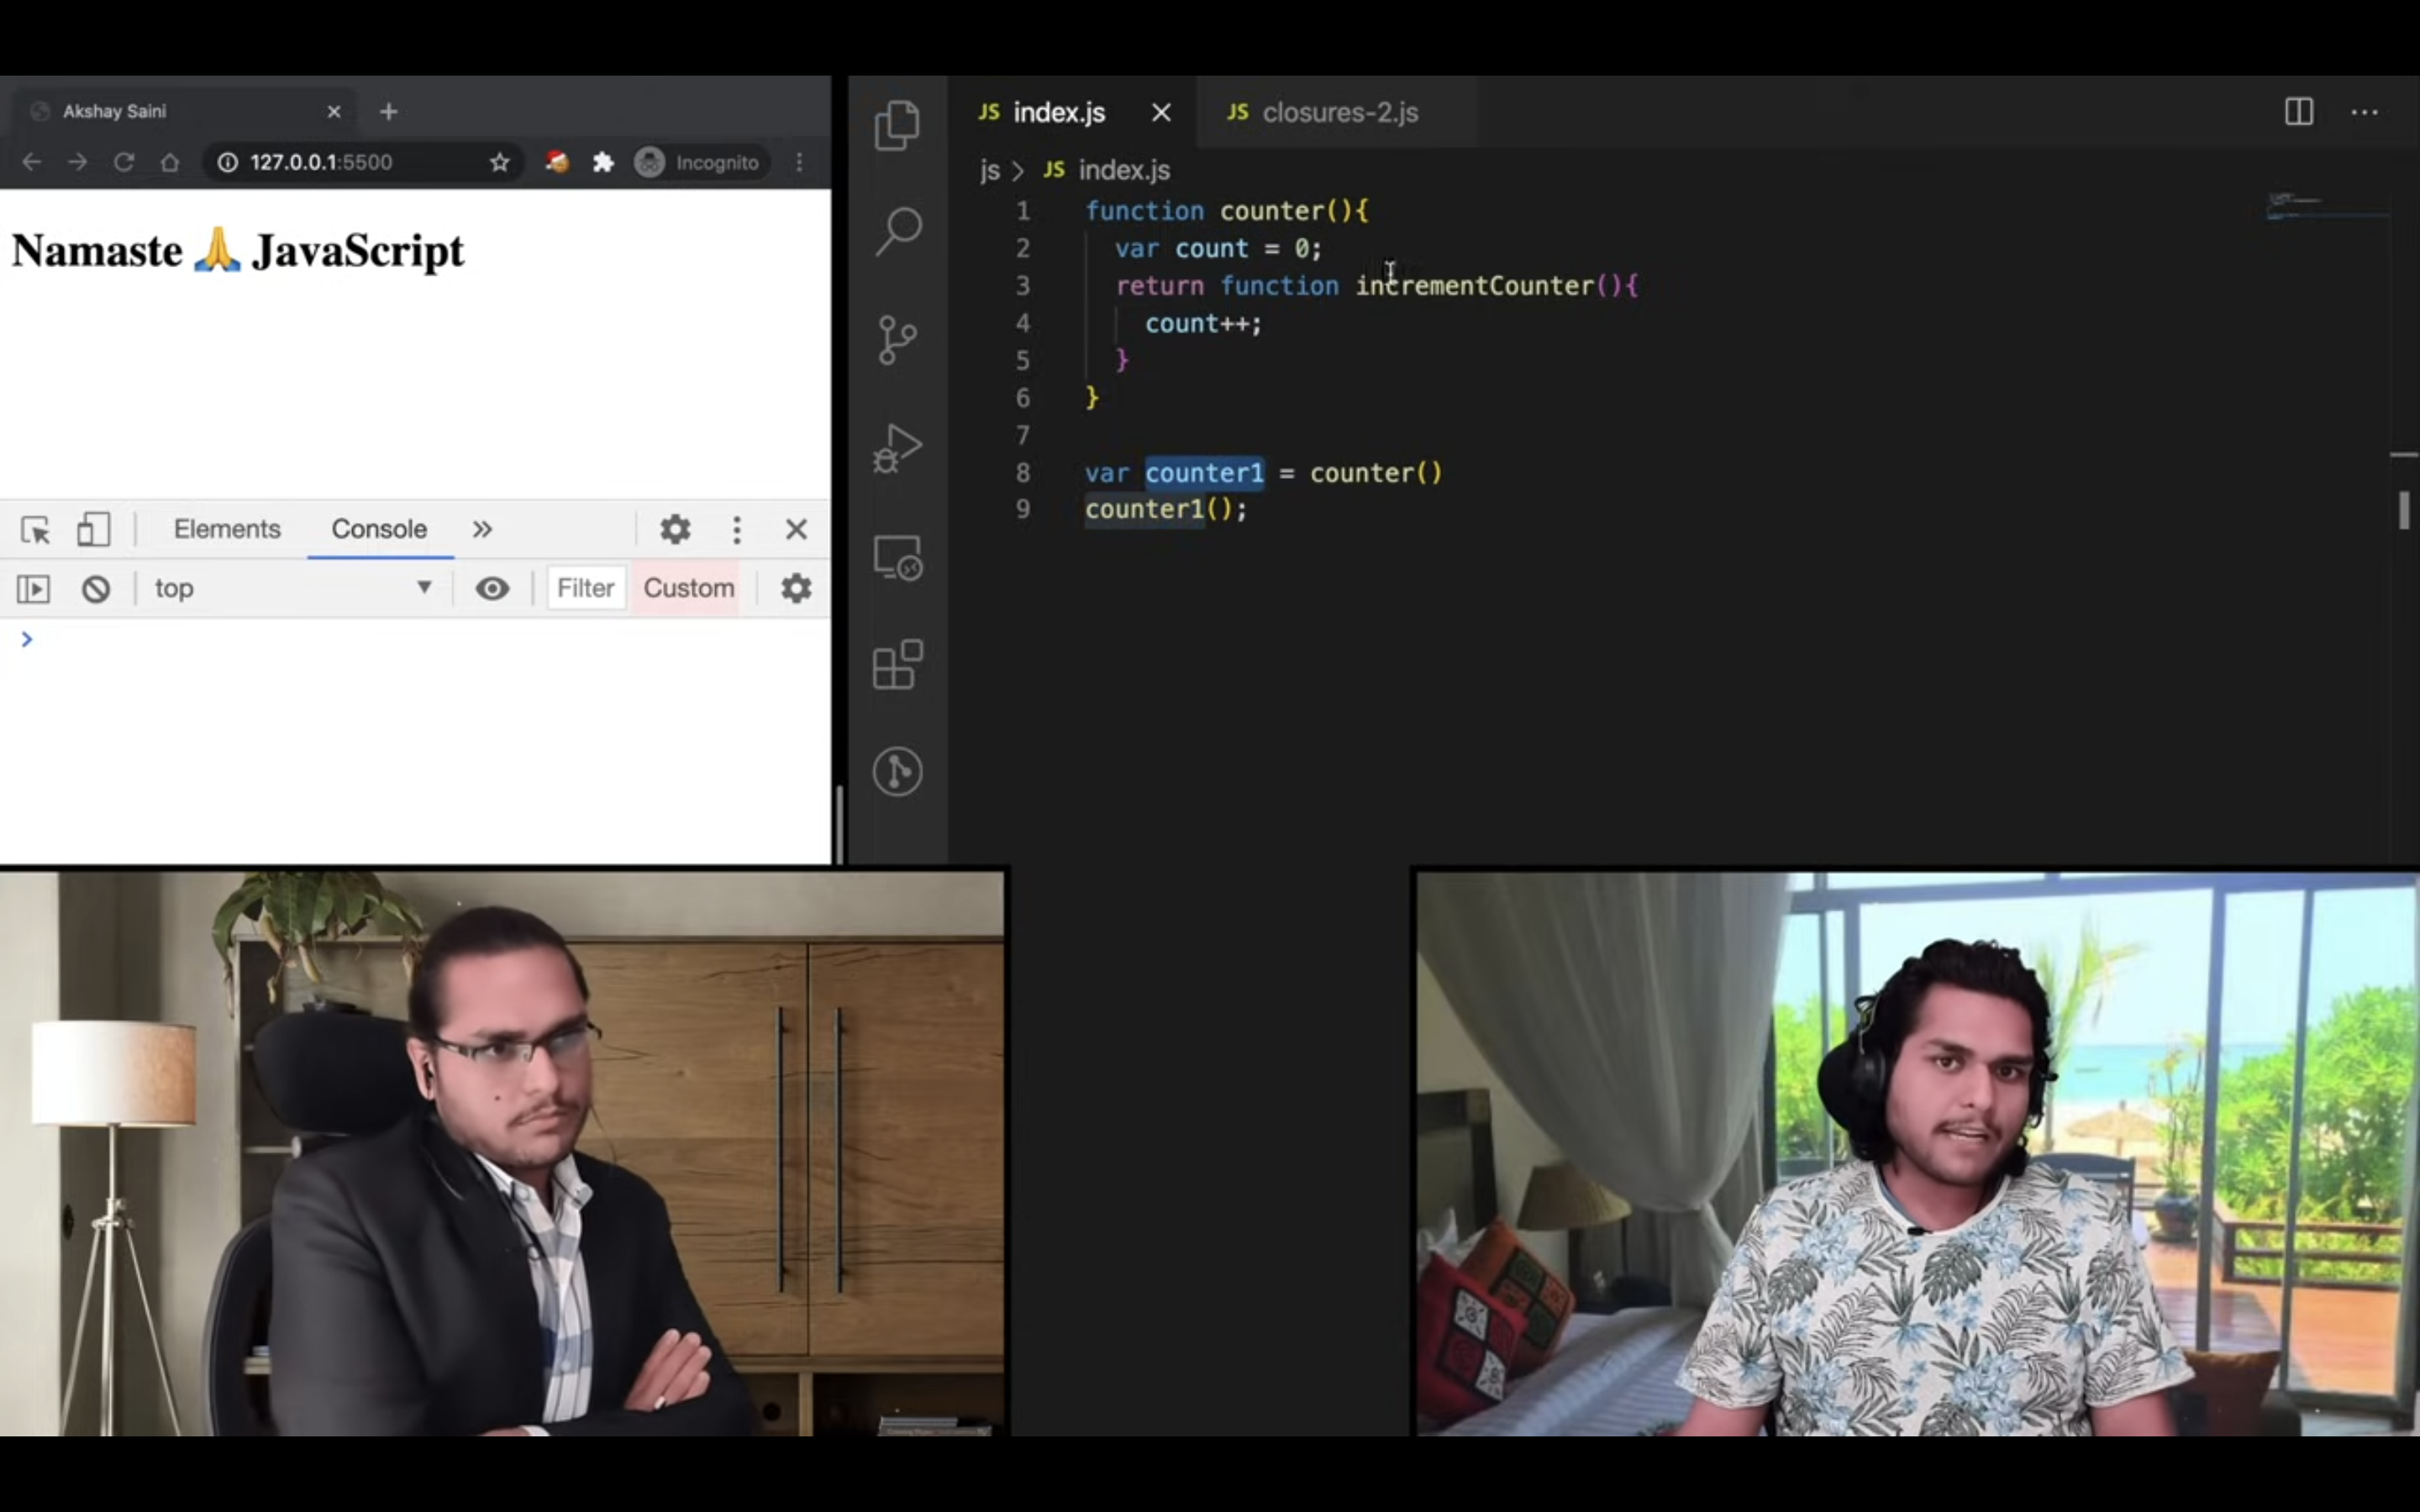 Akshay Saini
127.0.0.1:5500
Incognito
Namaste 🙏 JavaScript
Elements
Console
top
Filter
Custom
JS index.js
JS closures-2.js
js > JS index.js
1 function counter(){
2 var count = 0;
3 return function incrementCounter(){
4 count++;
5 }
6 }
7
8 var counter1 = counter()
9 counter1();